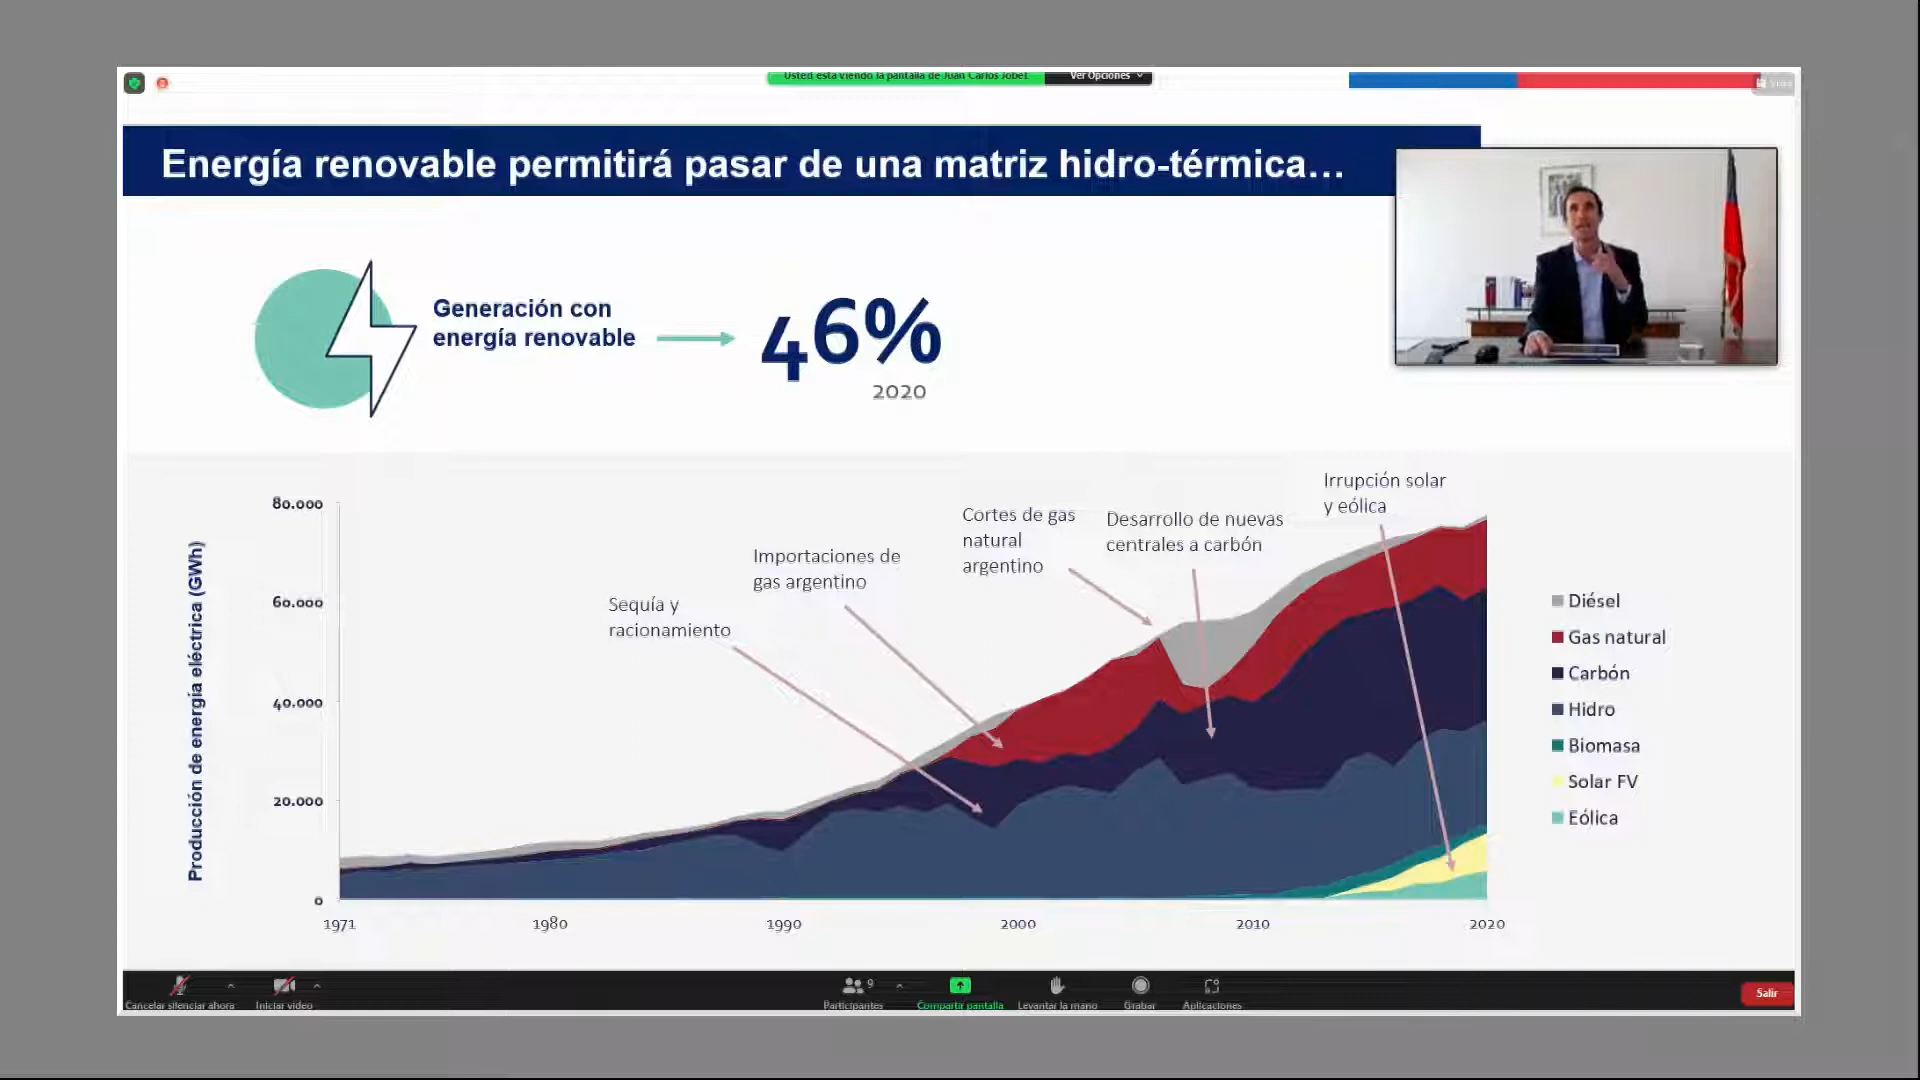 Usted está viendo la pantalla de Juan Carlos Jobet
Ver Opciones
Energía renovable permitirá pasar de una matriz hidro-térmica...
Generación con
energía renovable
46%
2020
Producción de energía eléctrica (GWh)
80.000
60.000
40.000
20.000
0
1971
1980
1990
2000
2010
2020
Sequía y
racionamiento
Importaciones de
gas argentino
Cortes de gas
natural
argentino
Desarrollo de nuevas
centrales a carbón
Irrupción solar
y eólica
Diésel
Gas natural
Carbón
Hidro
Biomasa
Solar FV
Eólica
Cancelar silenciar ahora
Iniciar video
9
Participantes
Compartir pantalla
Levantar la mano
Grabar
Aplicaciones
Salir